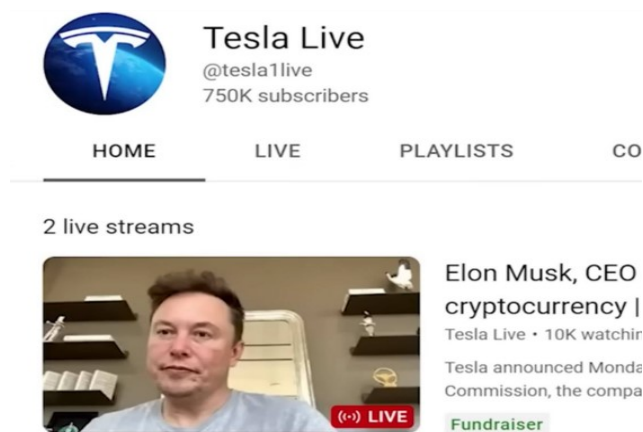 Tesla Live
@tesla1live
750K subscribers
HOME LIVE PLAYLISTS CO
2 live streams
Elon Musk, CEO
cryptocurrency |
Tesla Live • 10K watchin
Tesla announced Monda
Commission, the compa
LIVE
Fundraiser